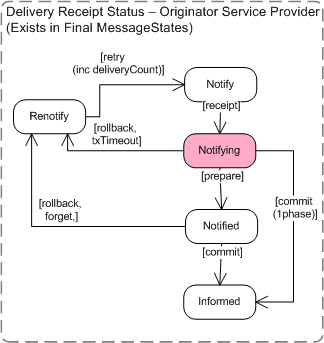 Delivery Receipt Status – Originator Service Provider
(Exists in Final MessageStates)
[retry
(inc deliveryCount)]
Notify
[receipt]
Renotify
[rollback,
txTimeout]
Notifying
[prepare]
[rollback,
forget,]
[commit
(1phase)]
Notified
[commit]
Informed